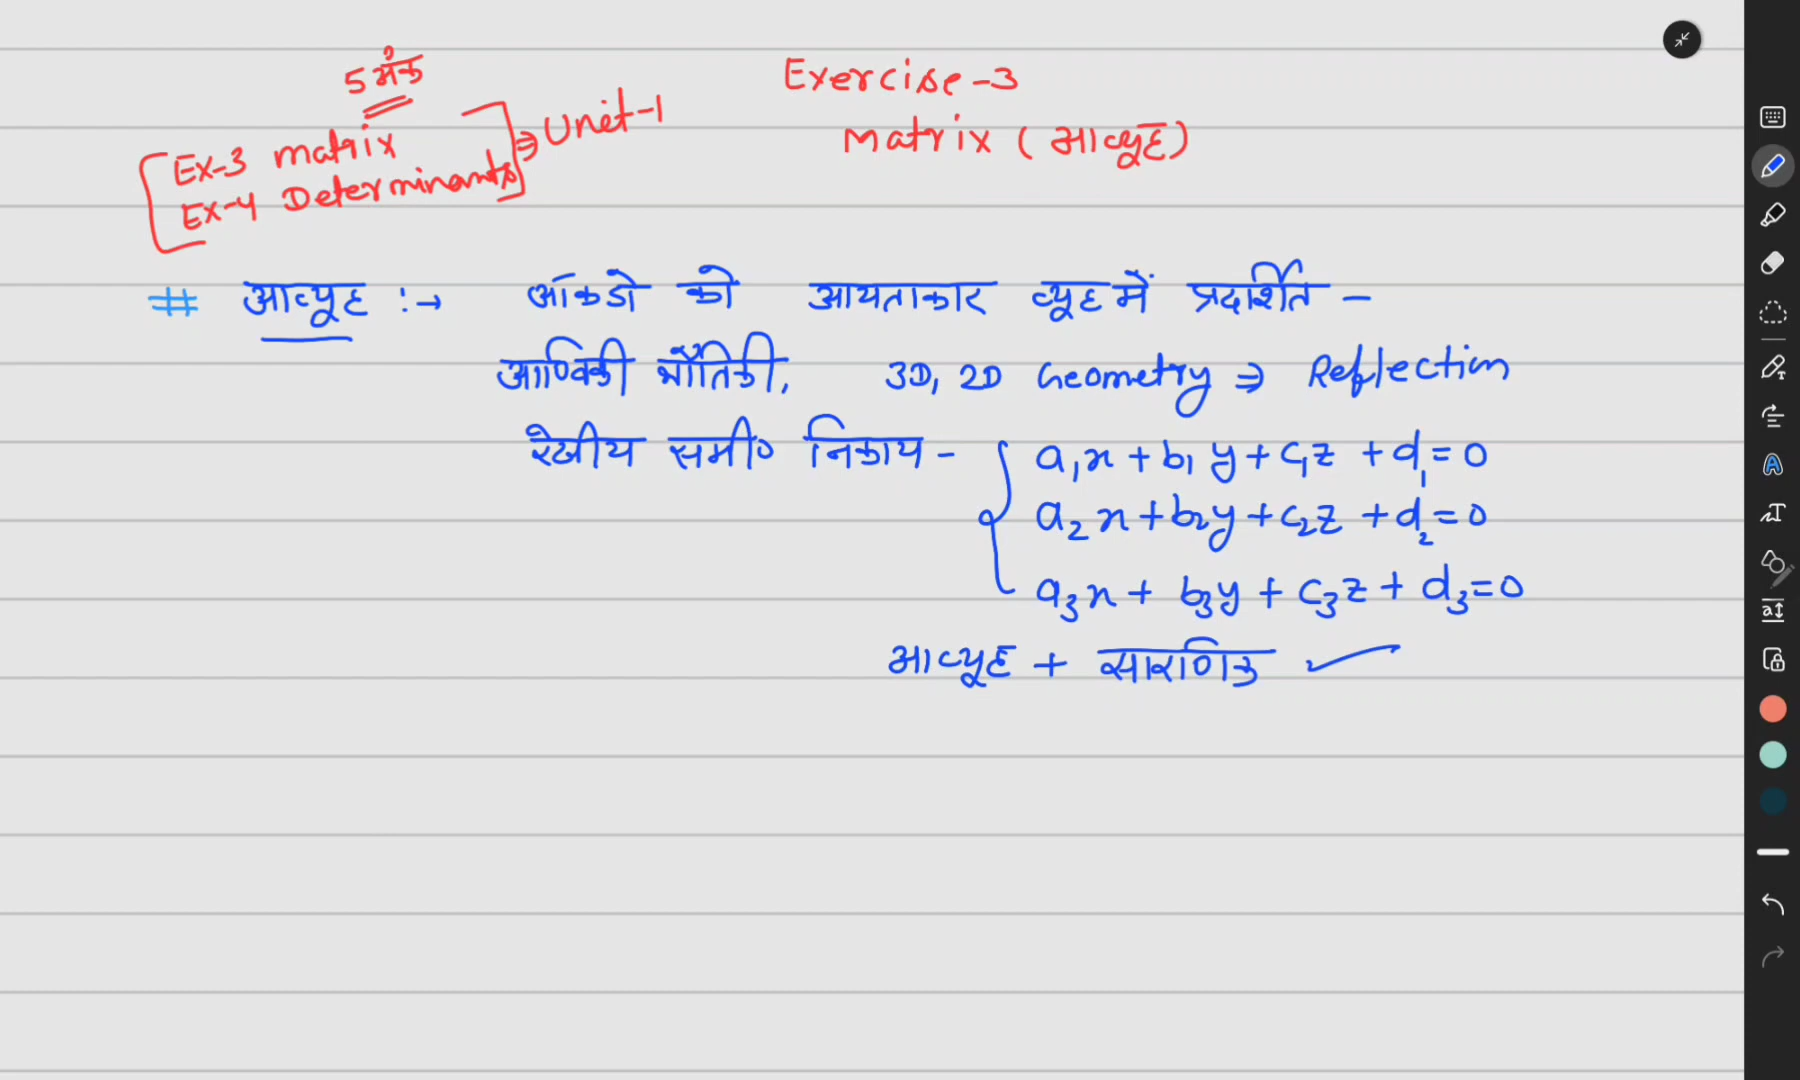 5 अंक
Ex-3 matrix
Ex-4 Determinants
⇒ Unit-1
Exercise-3
Matrix (आव्यूह)
# आव्यूह :→ आंकडो को आयताकार व्यूह में प्रदर्शित -
आण्विकी भौतिकी, 3D, 2D Geometry ⇒ Reflection
रेखीय समी० निकाय - a₁x + b₁y + c₁z + d₁ = 0
a₂x + b₂y + c₂z + d₂ = 0
a₃x + b₃y + c₃z + d₃ = 0
आव्यूह + सारणिक ✓